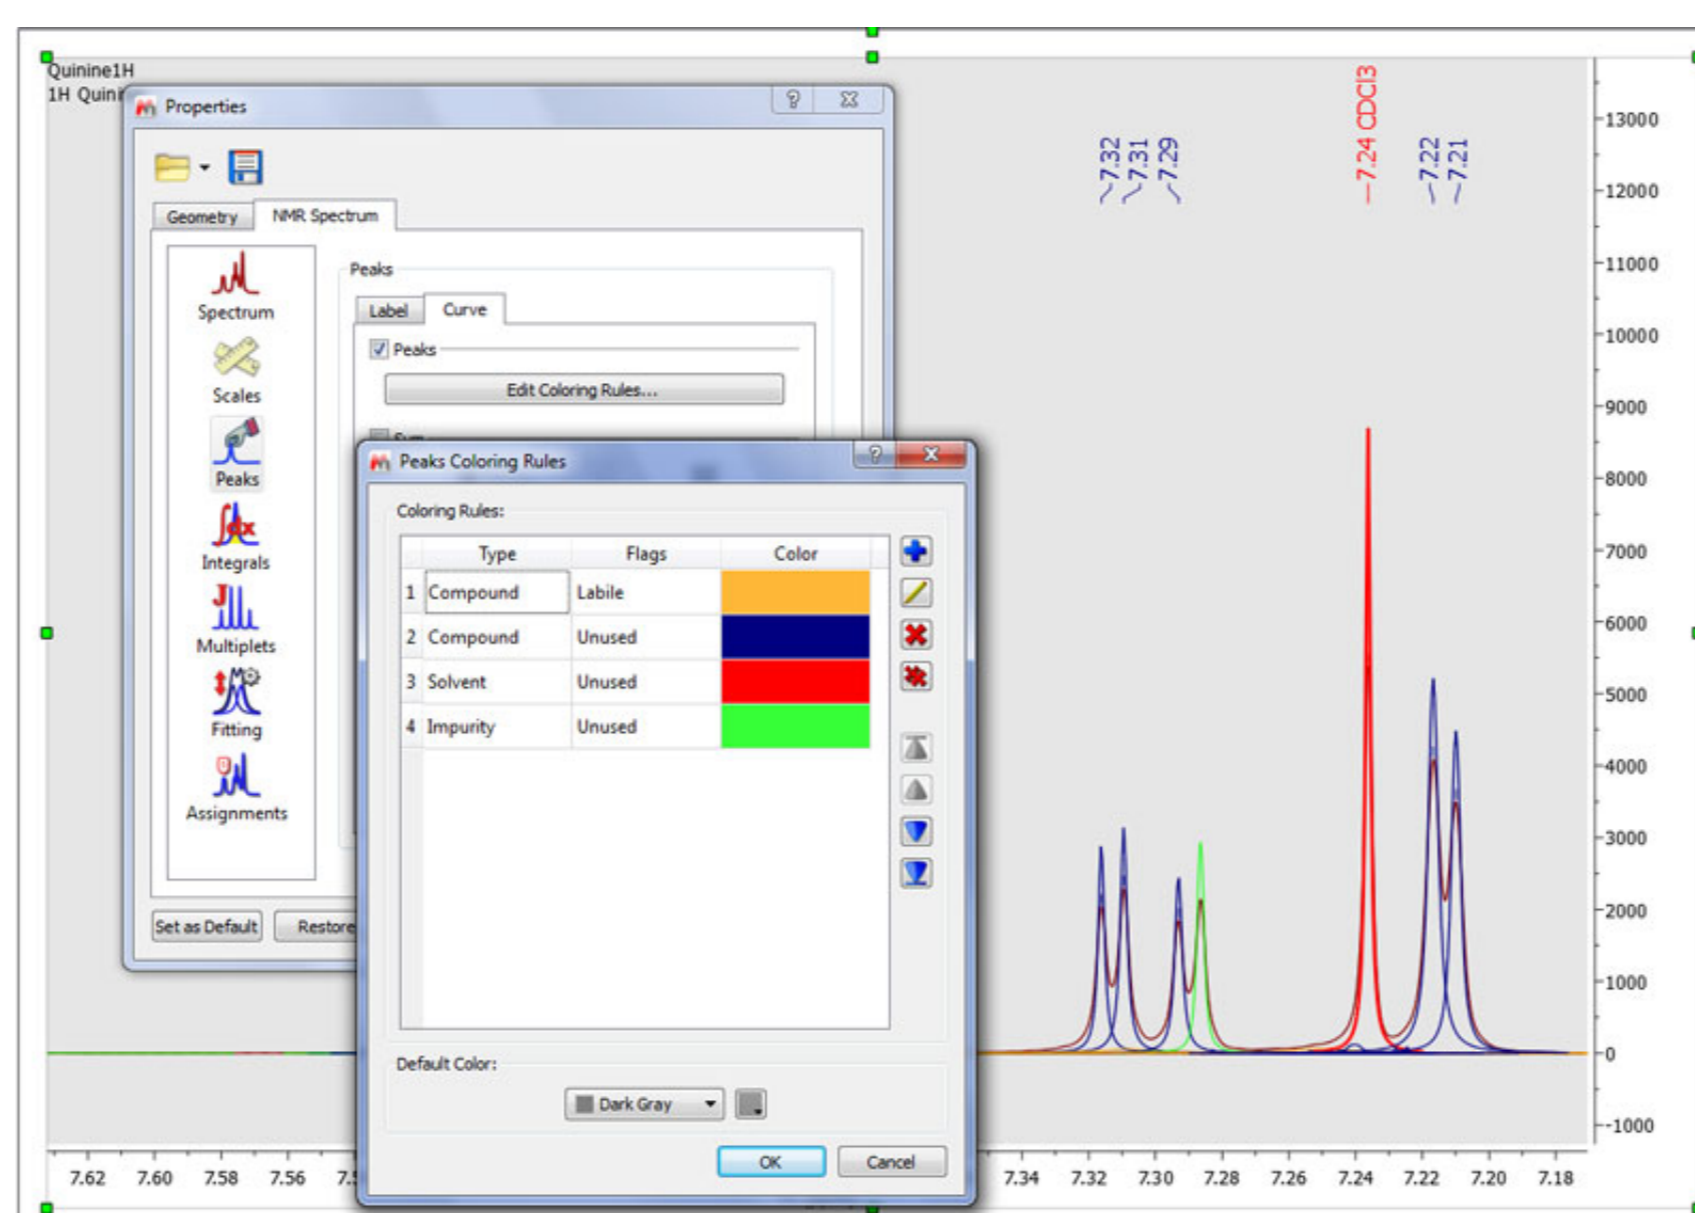 Quinine1H
1H Quini
Properties
Geometry
NMR Spectrum
Spectrum
Scales
Peaks
Integrals
Multiplets
Fitting
Assignments
Peaks
Label
Curve
Peaks
Edit Coloring Rules...
Set as Default
Restore
Peaks Coloring Rules
Coloring Rules:
Type Flags Color
1 Compound Labile
2 Compound Unused
3 Solvent Unused
4 Impurity Unused
Default Color:
Dark Gray
OK
Cancel
7.32
7.31
7.29
7.24 CDCl3
7.22
7.21
13000
12000
11000
10000
9000
8000
7000
6000
5000
4000
3000
2000
1000
0
-1000
7.62 7.60 7.58 7.56 7.34 7.32 7.30 7.28 7.26 7.24 7.22 7.20 7.18